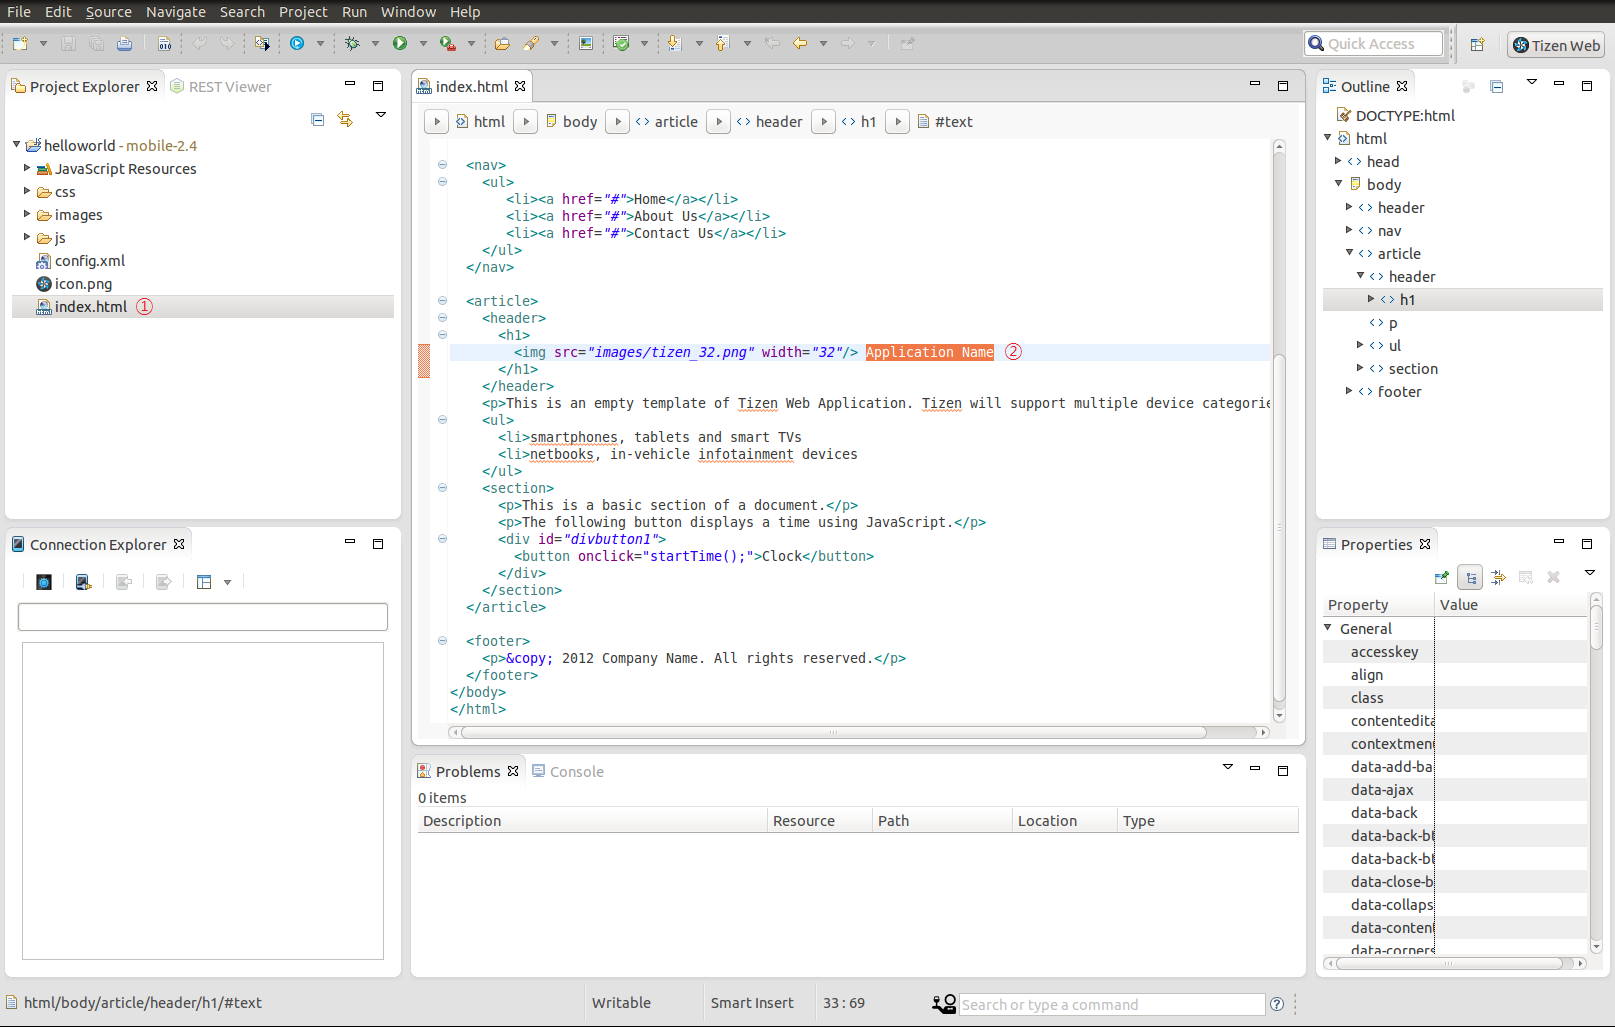 File Edit Source Navigate Search Project Run Window Help
Quick Access
Tizen Web
Project Explorer
REST Viewer
helloworld - mobile-2.4
JavaScript Resources
css
images
js
config.xml
icon.png
index.html ①
Connection Explorer
index.html
html body article header h1 #text
<nav>
<ul>
<li><a href="#">Home</a></li>
<li><a href="#">About Us</a></li>
<li><a href="#">Contact Us</a></li>
</ul>
</nav>
<article>
<header>
<h1>
<img src="images/tizen_32.png" width="32"/> Application Name ②
</h1>
</header>
<p>This is an empty template of Tizen Web Application. Tizen will support multiple device categorie
<ul>
<li>smartphones, tablets and smart TVs
<li>netbooks, in-vehicle infotainment devices
</ul>
<section>
<p>This is a basic section of a document.</p>
<p>The following button displays a time using JavaScript.</p>
<div id="divbutton1">
<button onclick="startTime();">Clock</button>
</div>
</section>
</article>
<footer>
<p>&copy; 2012 Company Name. All rights reserved.</p>
</footer>
</body>
</html>
Problems
Console
0 items
Description Resource Path Location Type
Outline
DOCTYPE:html
html
head
body
header
nav
article
header
h1
p
ul
section
footer
Properties
Property Value
General
accesskey
align
class
contentedita
contextmen
data-add-ba
data-ajax
data-back
data-back-bt
data-back-bt
data-close-b
data-collaps
data-conten
data-corners
html/body/article/header/h1/#text
Writable
Smart Insert
33 : 69
Search or type a command